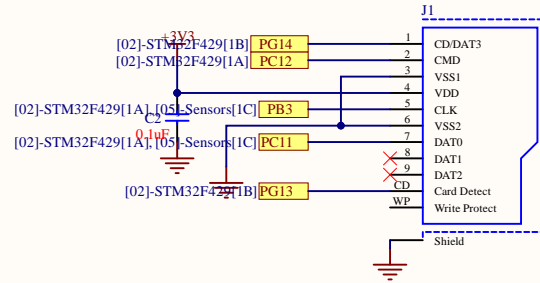 J1
+3V3
[02]-STM32F429[1B] PG14 1 CD/DAT3
[02]-STM32F429[1A] PC12 2 CMD
3 VSS1
4 VDD
[02]-STM32F429[1A], [05]-Sensors[1C] PB3 5 CLK
C2
0.1uF
6 VSS2
[02]-STM32F429[1A], [05]-Sensors[1C] PC11 7 DAT0
8 DAT1
9 DAT2
[02]-STM32F429[1B] PG13 CD Card Detect
WP Write Protect
Shield